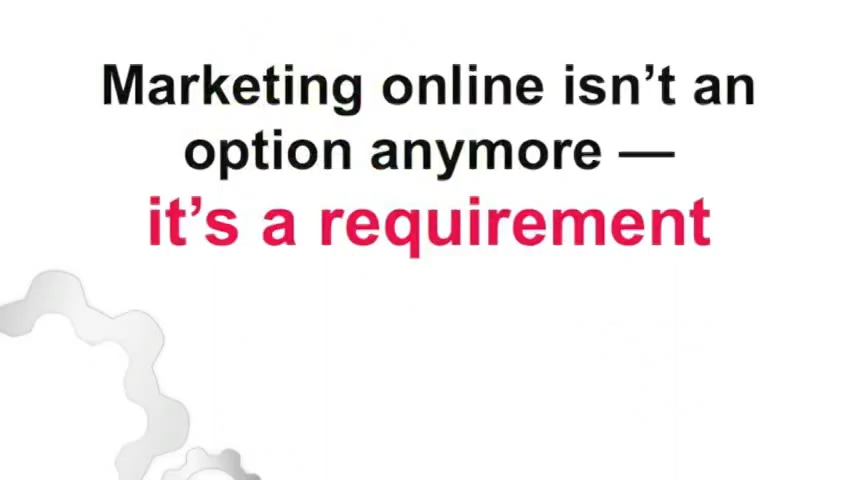 Marketing online isn’t an
option anymore —
it’s a requirement